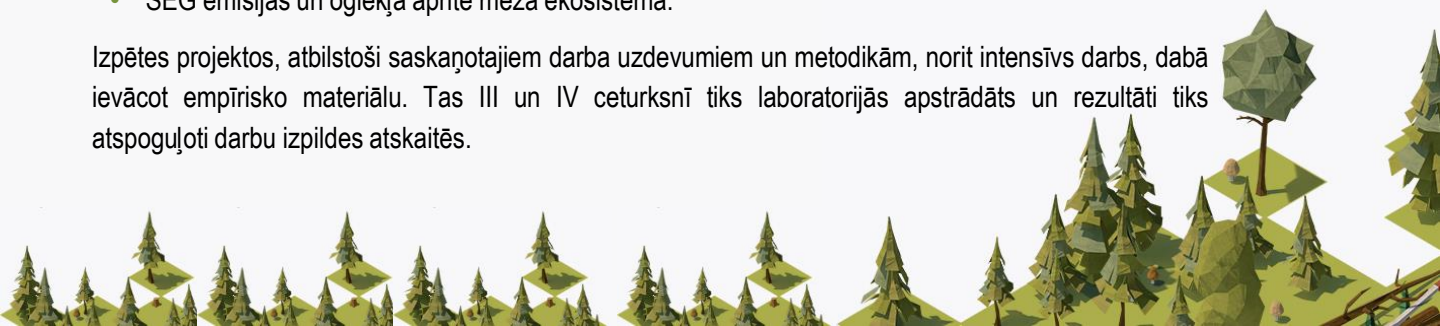 • SEG emisijas un oglekļa aprite meža ekosistēmā.
Izpētes projektos, atbilstoši saskaņotajiem darba uzdevumiem un metodikām, norit intensīvs darbs, dabā
ievācot empīrisko materiālu. Tas III un IV ceturksnī tiks laboratorijās apstrādāts un rezultāti tiks
atspoguļoti darbu izpildes atskaitēs.